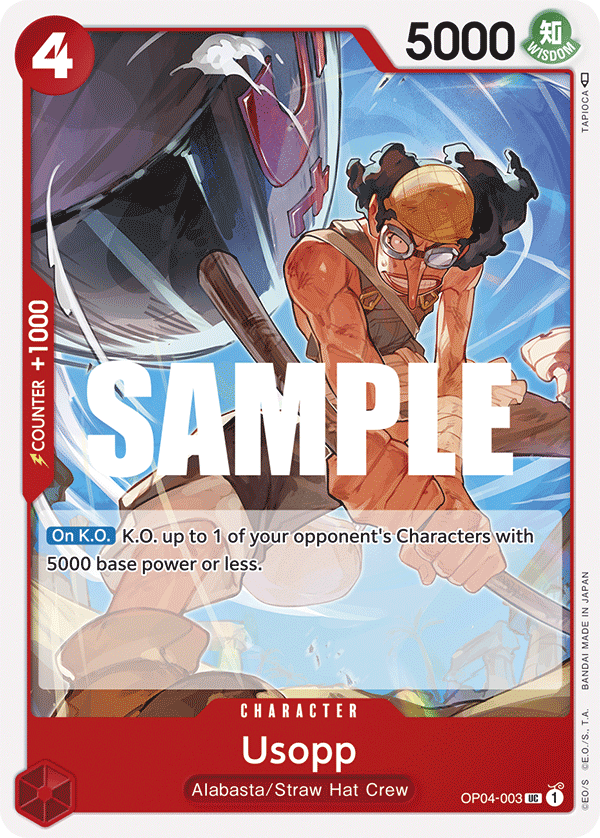 4
5000
知
WISDOM
TAPIOCA
COUNTER +1000
SAMPLE
On K.O. K.O. up to 1 of your opponent's Characters with
5000 base power or less.
CHARACTER
Usopp
Alabasta/Straw Hat Crew
OP04-003 UC 1
©EO/S ©E.O./S., T.A. BANDAI MADE IN JAPAN